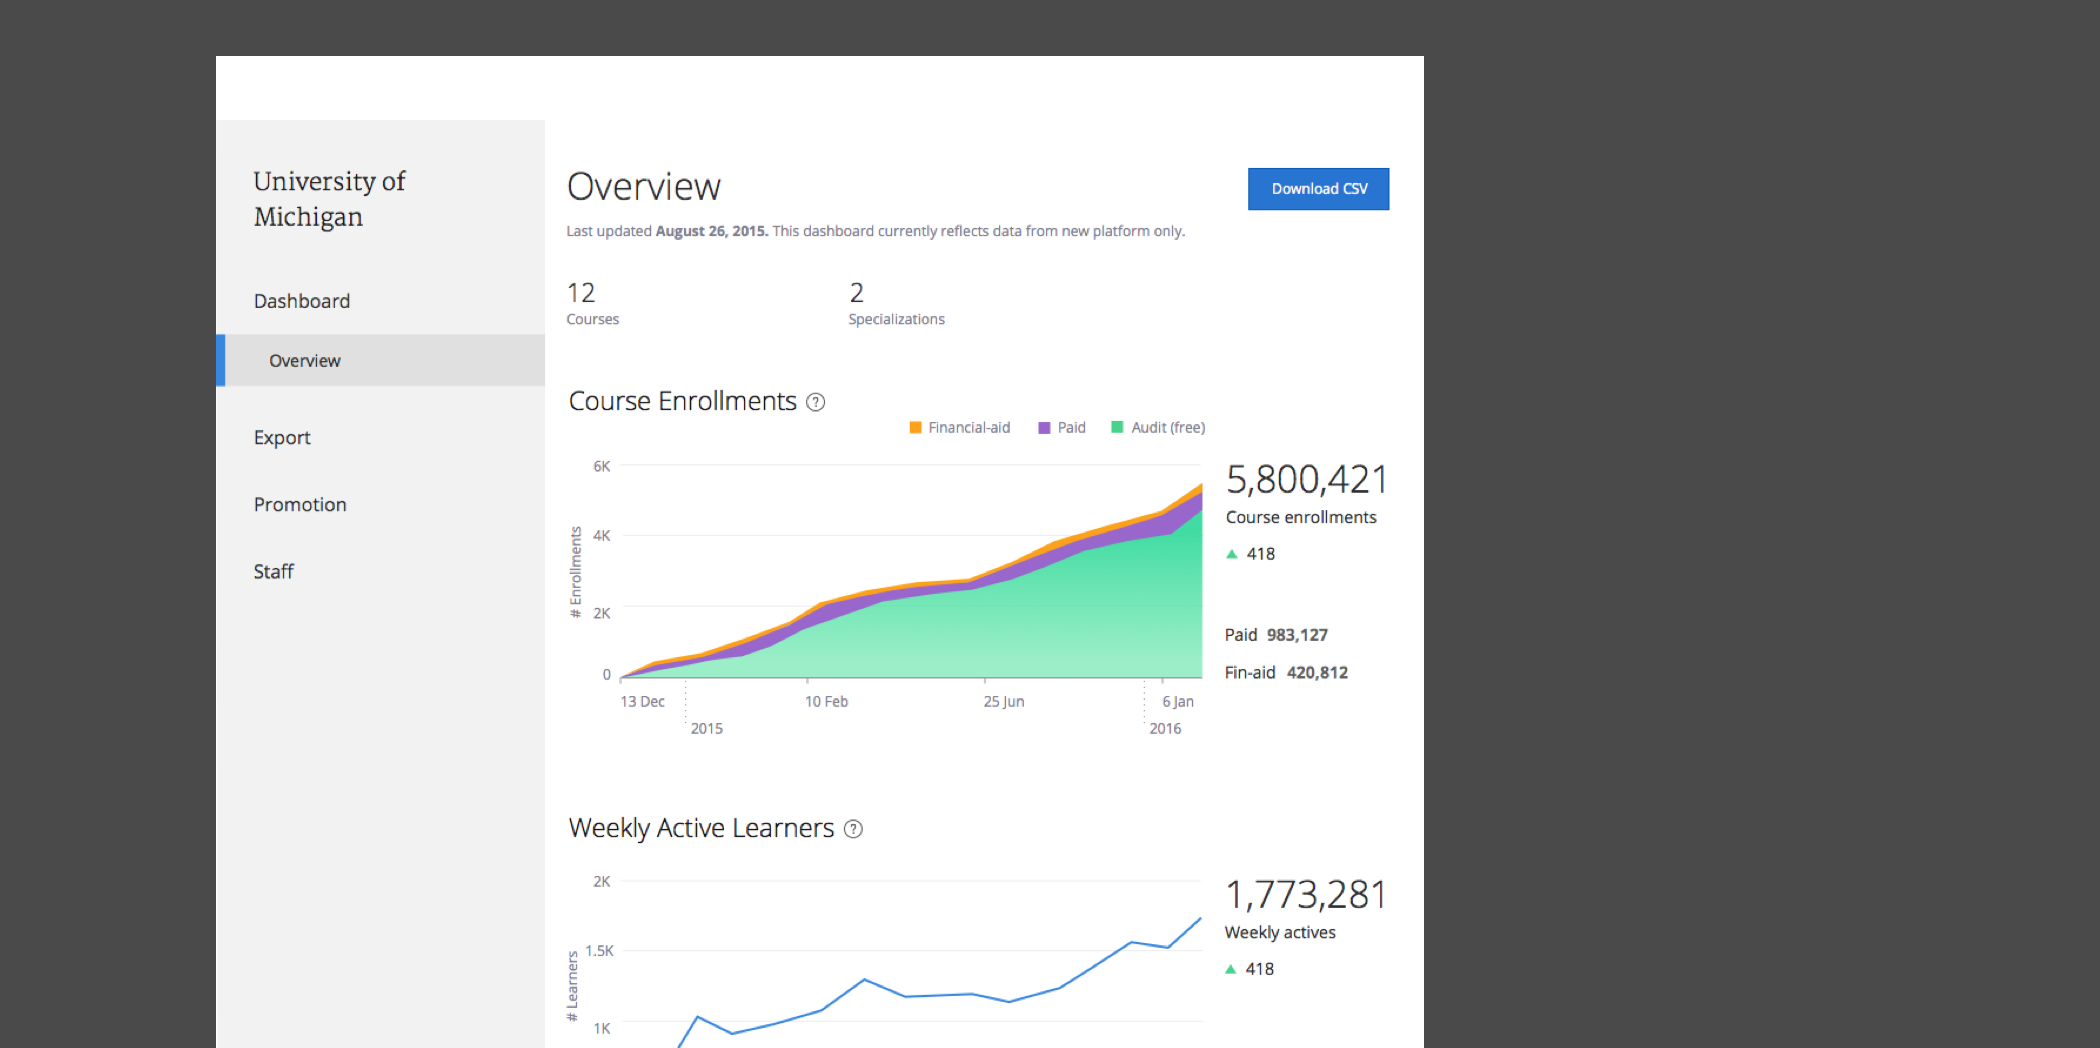 University of
Michigan
Dashboard
Overview
Export
Promotion
Staff
Overview
Download CSV
Last updated August 26, 2015. This dashboard currently reflects data from new platform only.
12
Courses
2
Specializations
Course Enrollments ?
Financial-aid
Paid
Audit (free)
# Enrollments
6K
4K
2K
0
13 Dec
10 Feb
25 Jun
6 Jan
2015
2016
5,800,421
Course enrollments
418
Paid 983,127
Fin-aid 420,812
Weekly Active Learners ?
# Learners
2K
1.5K
1K
1,773,281
Weekly actives
418